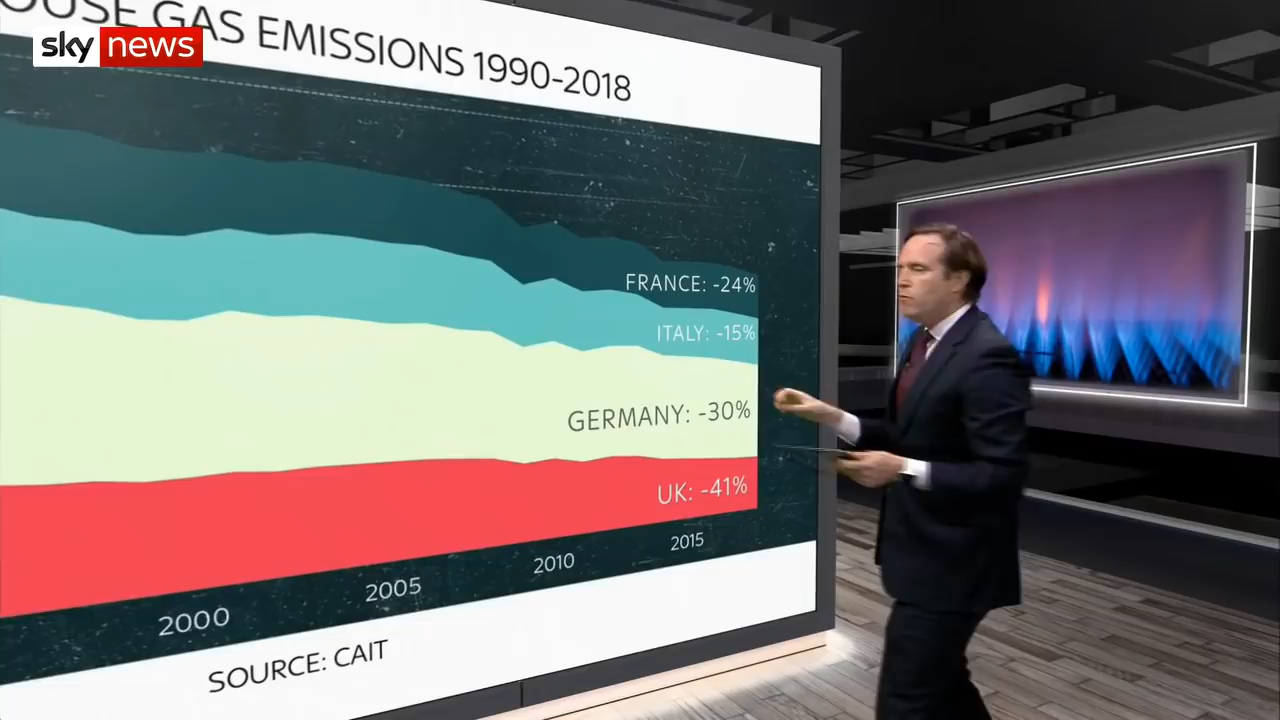 sky news
GAS EMISSIONS 1990-2018
FRANCE: -24%
ITALY: -15%
GERMANY: -30%
UK: -41%
2000
2005
2010
2015
SOURCE: CAIT